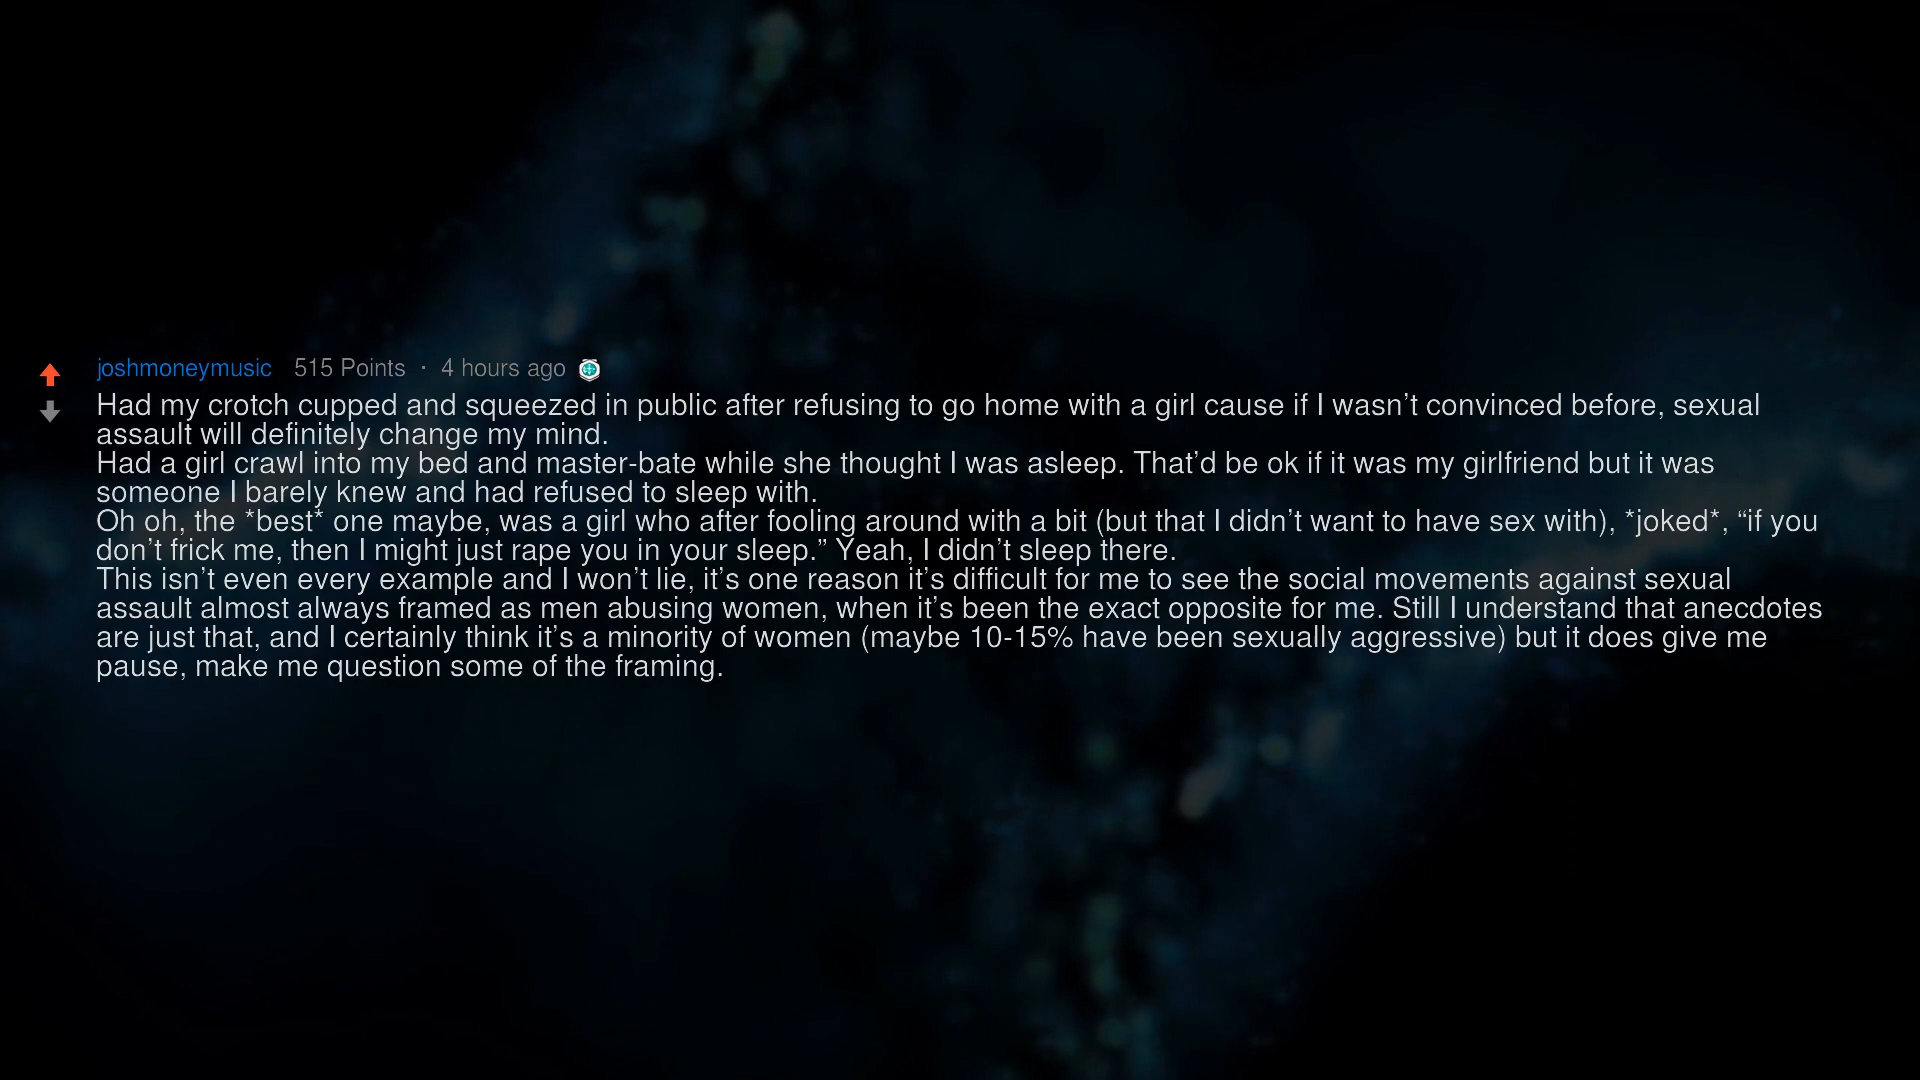 joshmoneymusic 515 Points · 4 hours ago
Had my crotch cupped and squeezed in public after refusing to go home with a girl cause if I wasn’t convinced before, sexual
assault will definitely change my mind.
Had a girl crawl into my bed and master-bate while she thought I was asleep. That’d be ok if it was my girlfriend but it was
someone I barely knew and had refused to sleep with.
Oh oh, the *best* one maybe, was a girl who after fooling around with a bit (but that I didn’t want to have sex with), *joked*, “if you
don’t frick me, then I might just rape you in your sleep.” Yeah, I didn’t sleep there.
This isn’t even every example and I won’t lie, it’s one reason it’s difficult for me to see the social movements against sexual
assault almost always framed as men abusing women, when it’s been the exact opposite for me. Still I understand that anecdotes
are just that, and I certainly think it’s a minority of women (maybe 10-15% have been sexually aggressive) but it does give me
pause, make me question some of the framing.